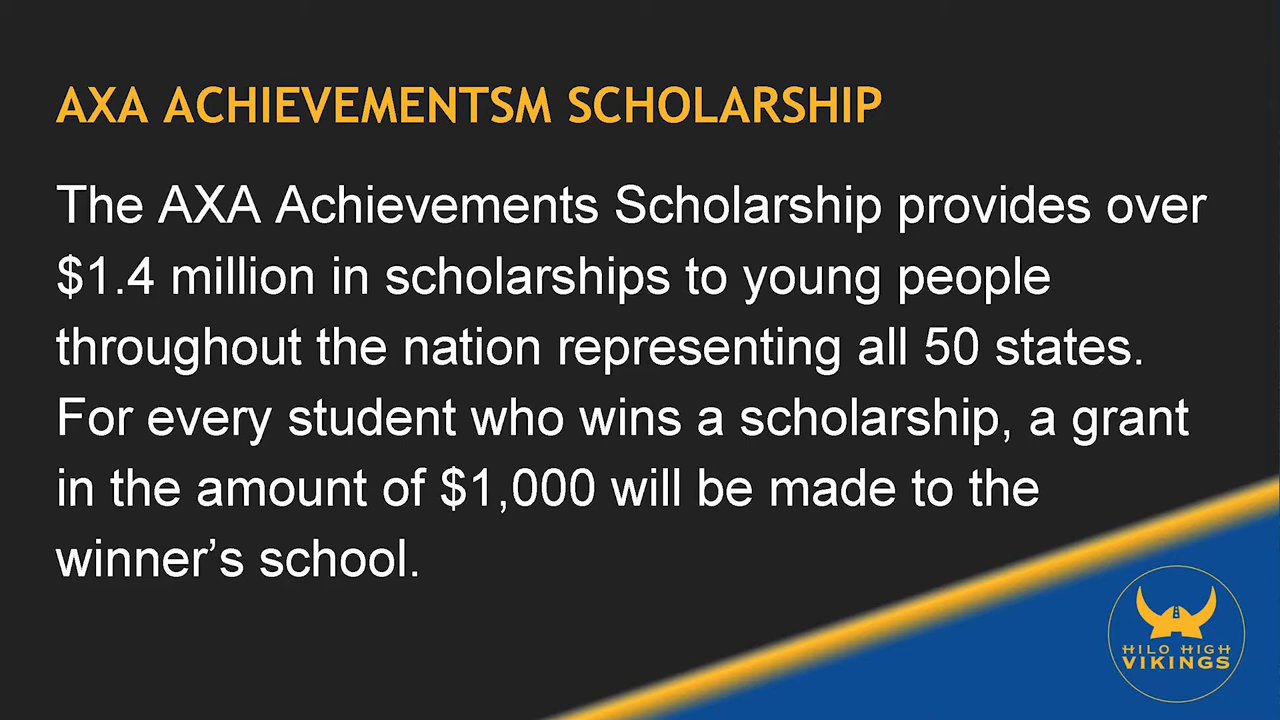 AXA ACHIEVEMENTSM SCHOLARSHIP
The AXA Achievements Scholarship provides over
$1.4 million in scholarships to young people
throughout the nation representing all 50 states.
For every student who wins a scholarship, a grant
in the amount of $1,000 will be made to the
winner’s school.
HILO HIGH
VIKINGS